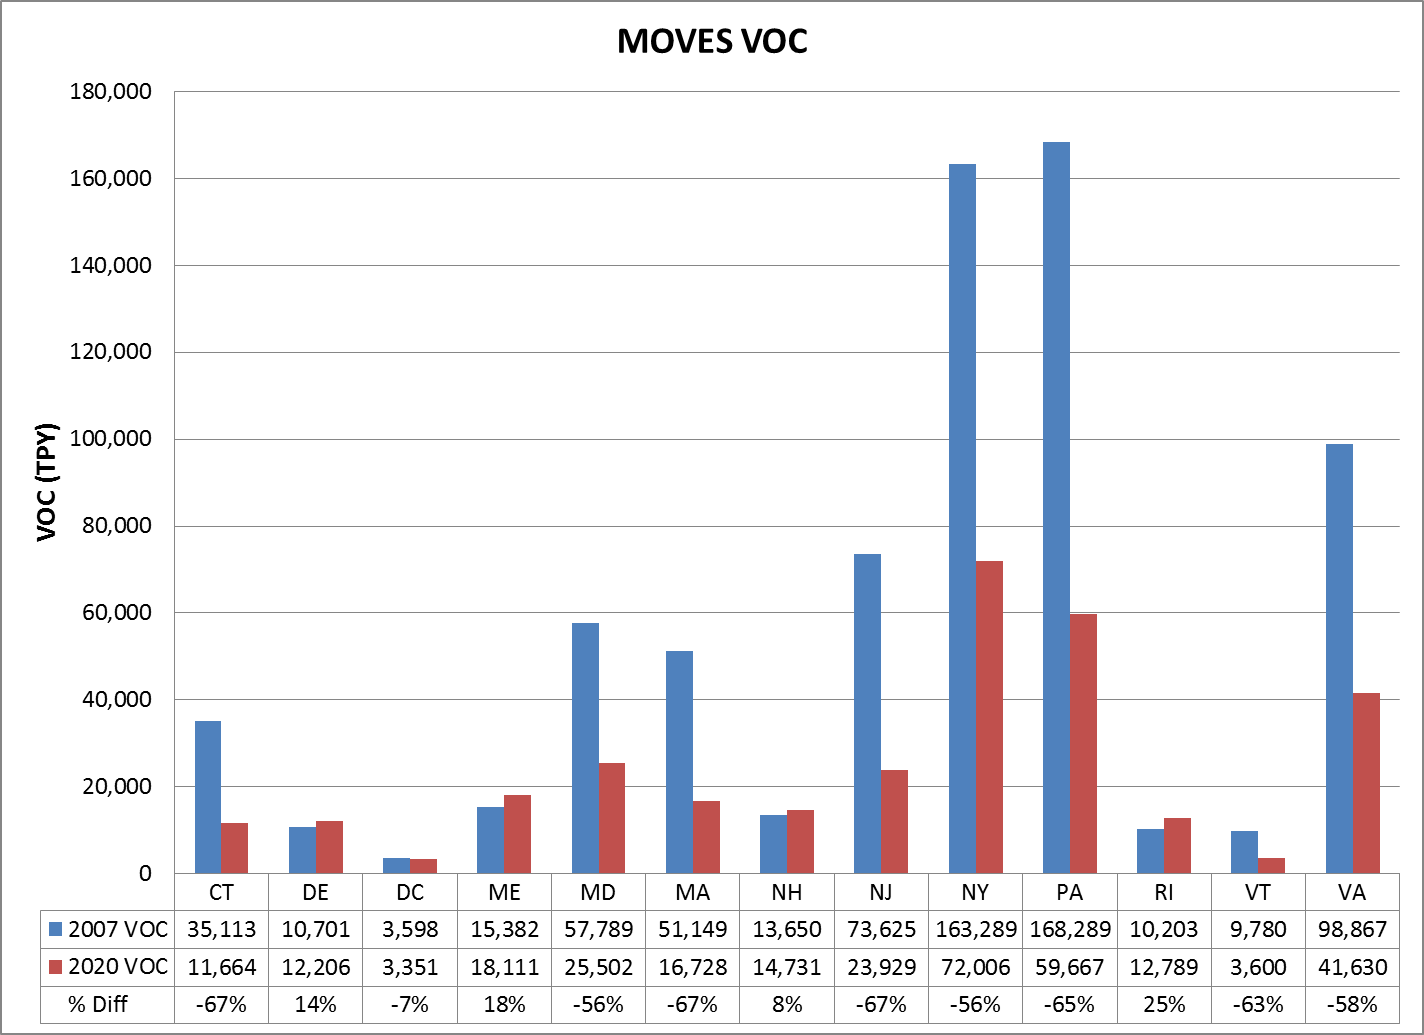 MOVES VOC
180,000
160,000
140,000
120,000
100,000
80,000
60,000
40,000
20,000
0
VOC (TPY)
CT DE DC ME MD MA NH NJ NY PA RI VT VA
2007 VOC 35,113 10,701 3,598 15,382 57,789 51,149 13,650 73,625 163,289 168,289 10,203 9,780 98,867
2020 VOC 11,664 12,206 3,351 18,111 25,502 16,728 14,731 23,929 72,006 59,667 12,789 3,600 41,630
% Diff -67% 14% -7% 18% -56% -67% 8% -67% -56% -65% 25% -63% -58%